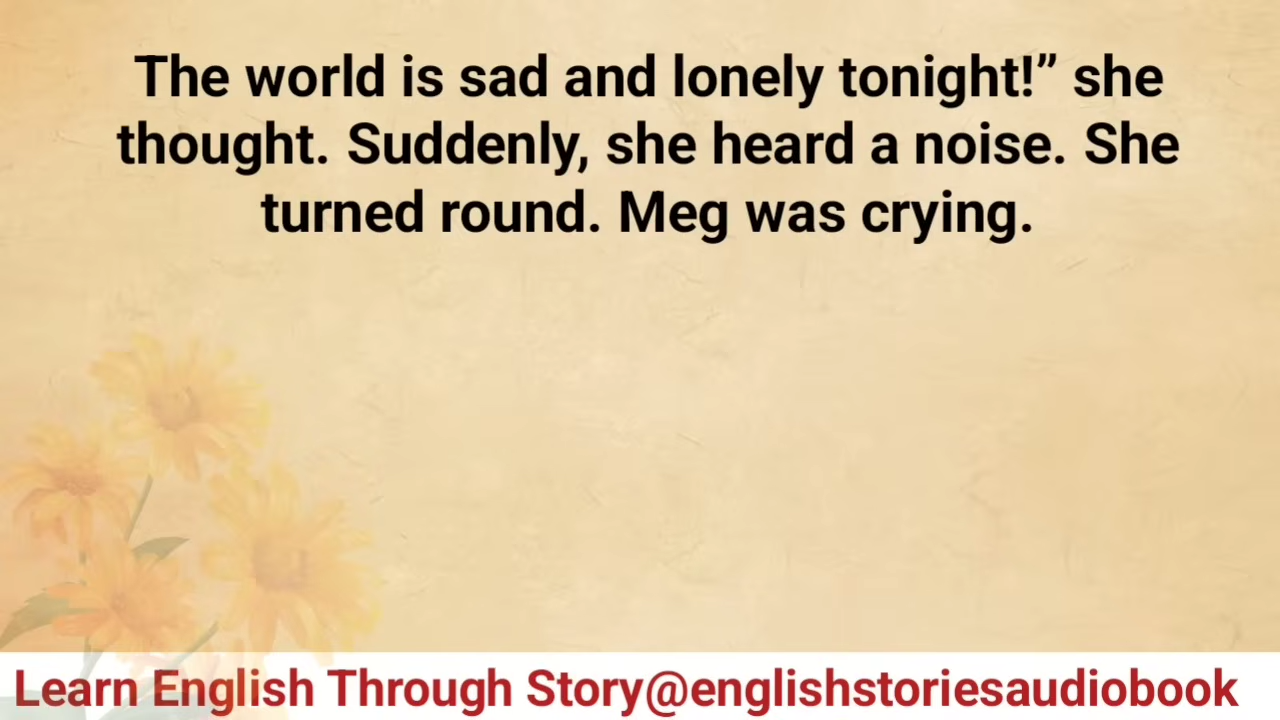 The world is sad and lonely tonight!” she
thought. Suddenly, she heard a noise. She
turned round. Meg was crying.
Learn English Through Story@englishstoriesaudiobook